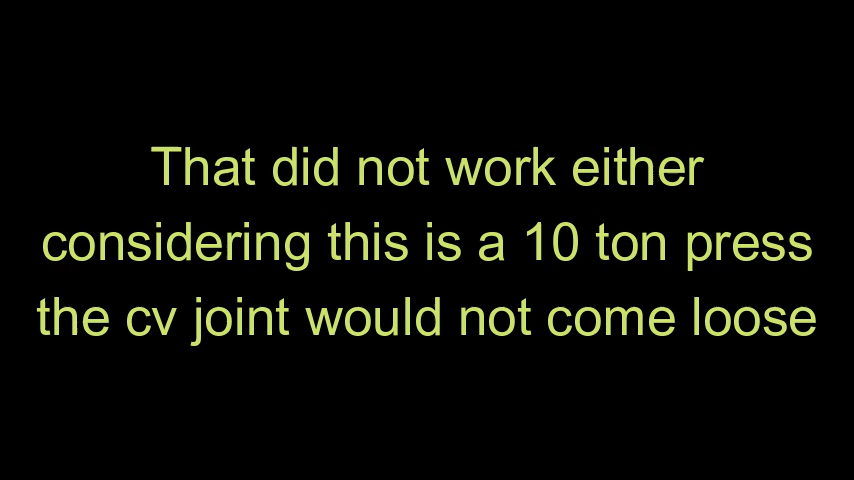 That did not work either
considering this is a 10 ton press
the cv joint would not come loose